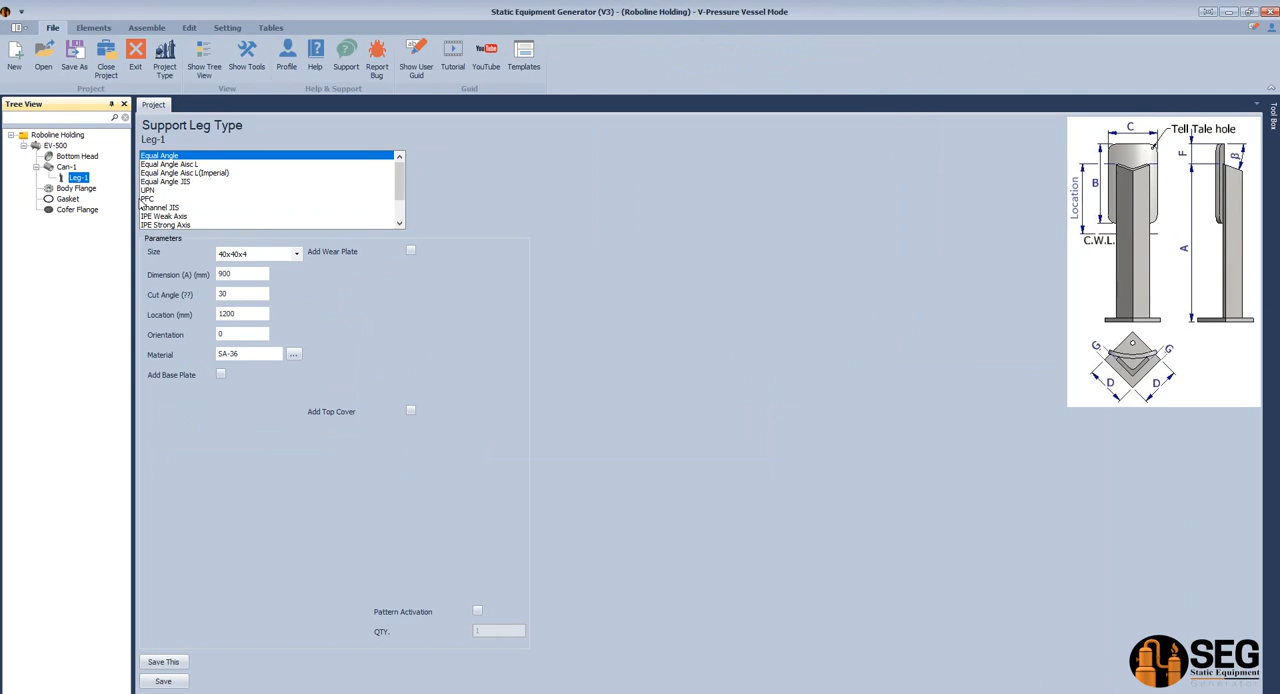 Static Equipment Generator (V3) - (Roboline Holding) - V-Pressure Vessel Mode
File Elements Assemble Edit Setting Tables
New Open Save As Close Project Exit Project Type Show Tree View Show Tools Profile Help Support Report Bug Show User Guid Tutorial YouTube Templates
Project View Help & Support Guid
Tree View
Project
Tool Box
Roboline Holding
EV-500
Bottom Head
Can-1
Leg-1
Body Flange
Gasket
Cofer Flange
Support Leg Type
Leg-1
Equal Angle
Equal Angle Aisc L
Equal Angle Aisc L(Imperial)
Equal Angle JIS
UPN
PFC
Channel JIS
IPE Weak Axis
IPE Strong Axis
Parameters
Size 40x40x4 Add Wear Plate
Dimension (A) (mm) 900
Cut Angle (??) 30
Location (mm) 1200
Orientation 0
Material SA-36 ...
Add Base Plate
Add Top Cover
Pattern Activation
QTY. 1
Save This
Save
C Tell Tale hole
F β
Location B
C.W.L.
A
G G
D D
SEG
Static Equipment
Generator